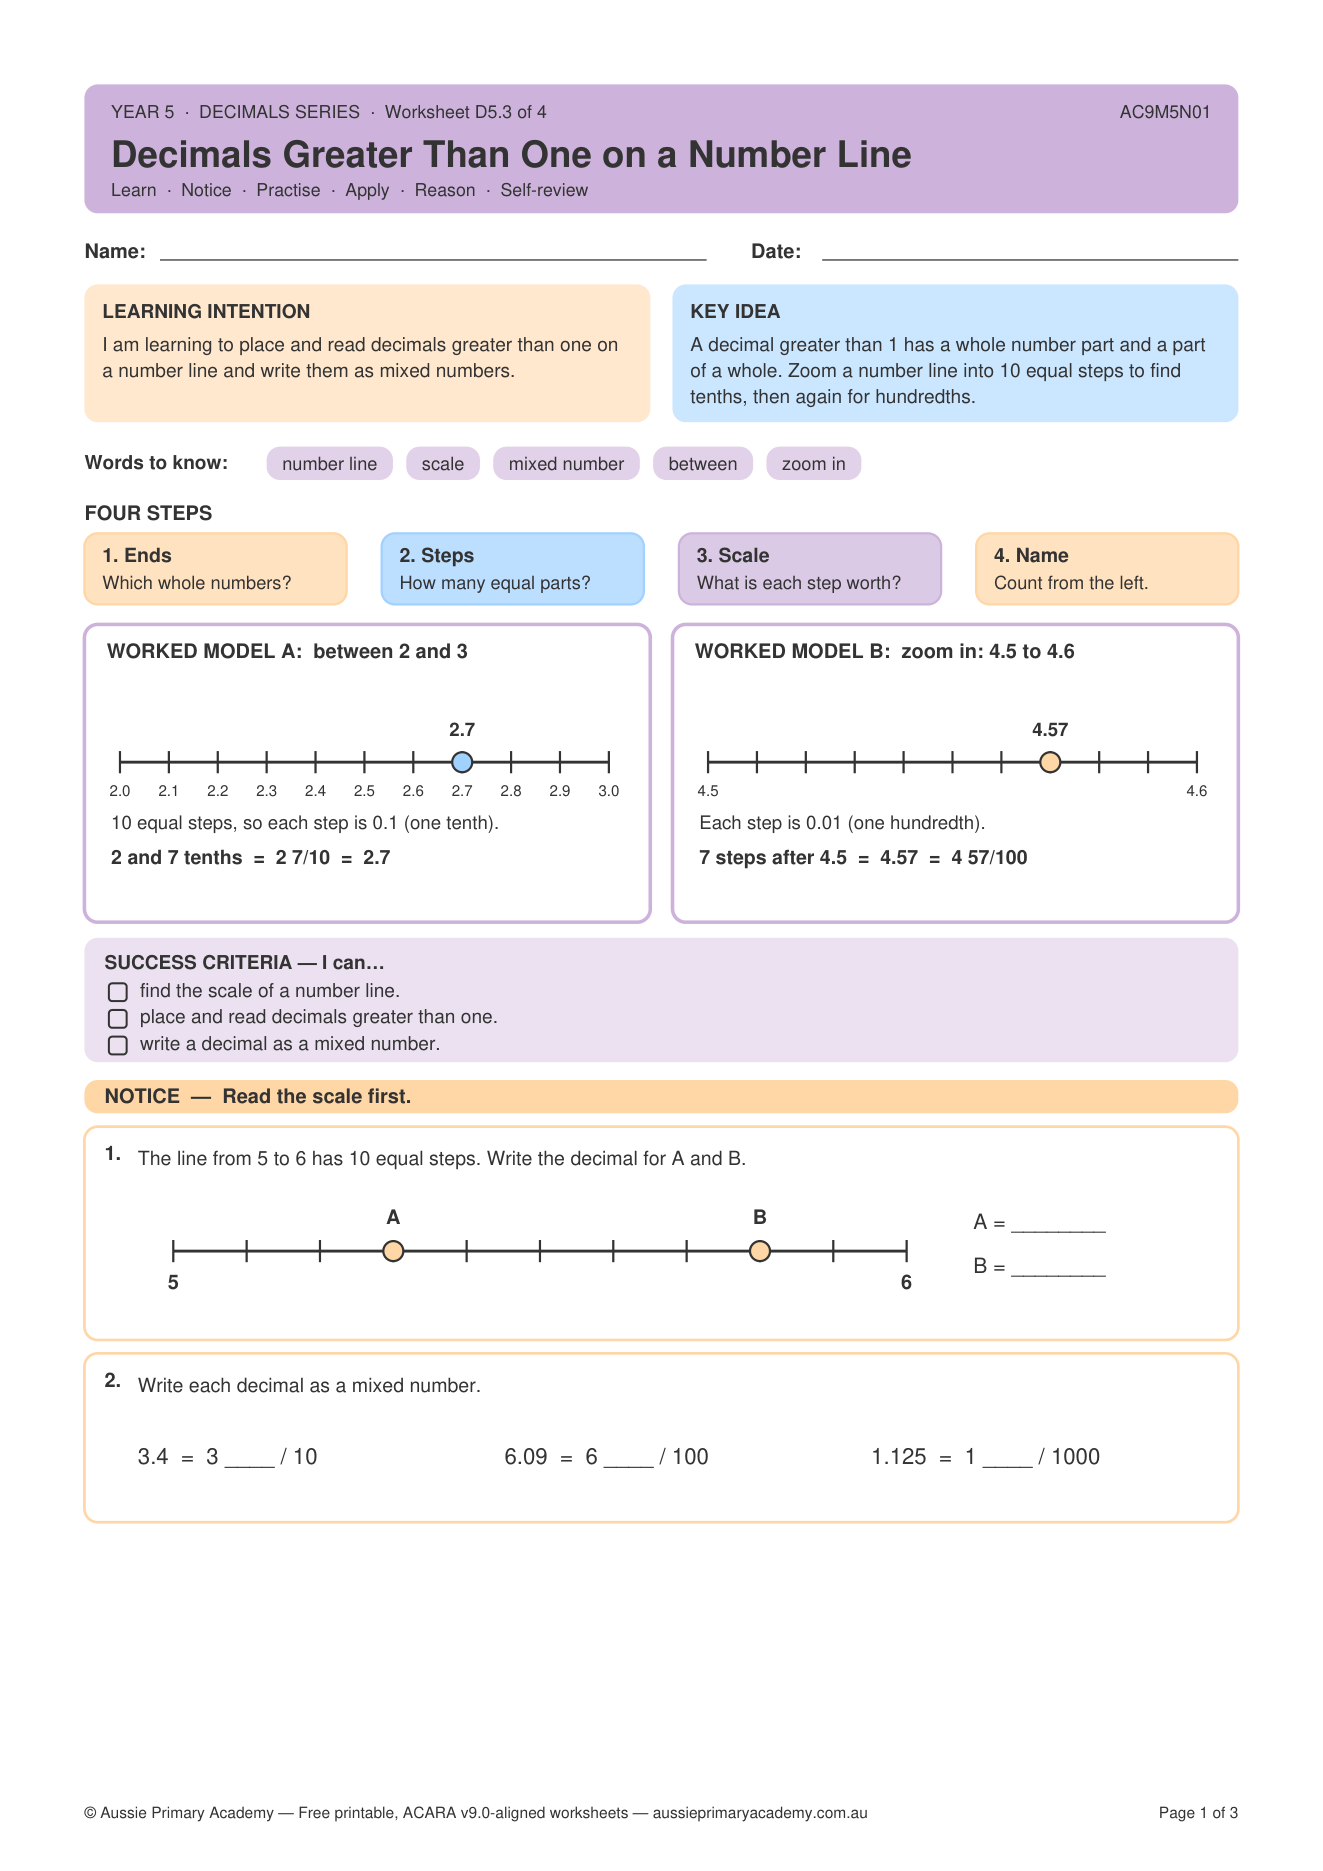 YEAR 5 · DECIMALS SERIES · Worksheet D5.3 of 4
AC9M5N01
Decimals Greater Than One on a Number Line
Learn · Notice · Practise · Apply · Reason · Self-review
Name: ____ Date: ____
LEARNING INTENTION
I am learning to place and read decimals greater than one on
a number line and write them as mixed numbers.
KEY IDEA
A decimal greater than 1 has a whole number part and a part
of a whole. Zoom a number line into 10 equal steps to find
tenths, then again for hundredths.
Words to know: number line scale mixed number between zoom in
FOUR STEPS
1. Ends
Which whole numbers?
2. Steps
How many equal parts?
3. Scale
What is each step worth?
4. Name
Count from the left.
WORKED MODEL A: between 2 and 3
2.7
2.0 2.1 2.2 2.3 2.4 2.5 2.6 2.7 2.8 2.9 3.0
10 equal steps, so each step is 0.1 (one tenth).
2 and 7 tenths = 2 7/10 = 2.7
WORKED MODEL B: zoom in: 4.5 to 4.6
4.57
4.5 4.6
Each step is 0.01 (one hundredth).
7 steps after 4.5 = 4.57 = 4 57/100
SUCCESS CRITERIA — I can…
find the scale of a number line.
place and read decimals greater than one.
write a decimal as a mixed number.
NOTICE — Read the scale first.
1. The line from 5 to 6 has 10 equal steps. Write the decimal for A and B.
A B
5 6
A = ________
B = ________
2. Write each decimal as a mixed number.
3.4 = 3 ____ / 10 6.09 = 6 ____ / 100 1.125 = 1 ____ / 1000
© Aussie Primary Academy — Free printable, ACARA v9.0-aligned worksheets — aussieprimaryacademy.com.au
Page 1 of 3